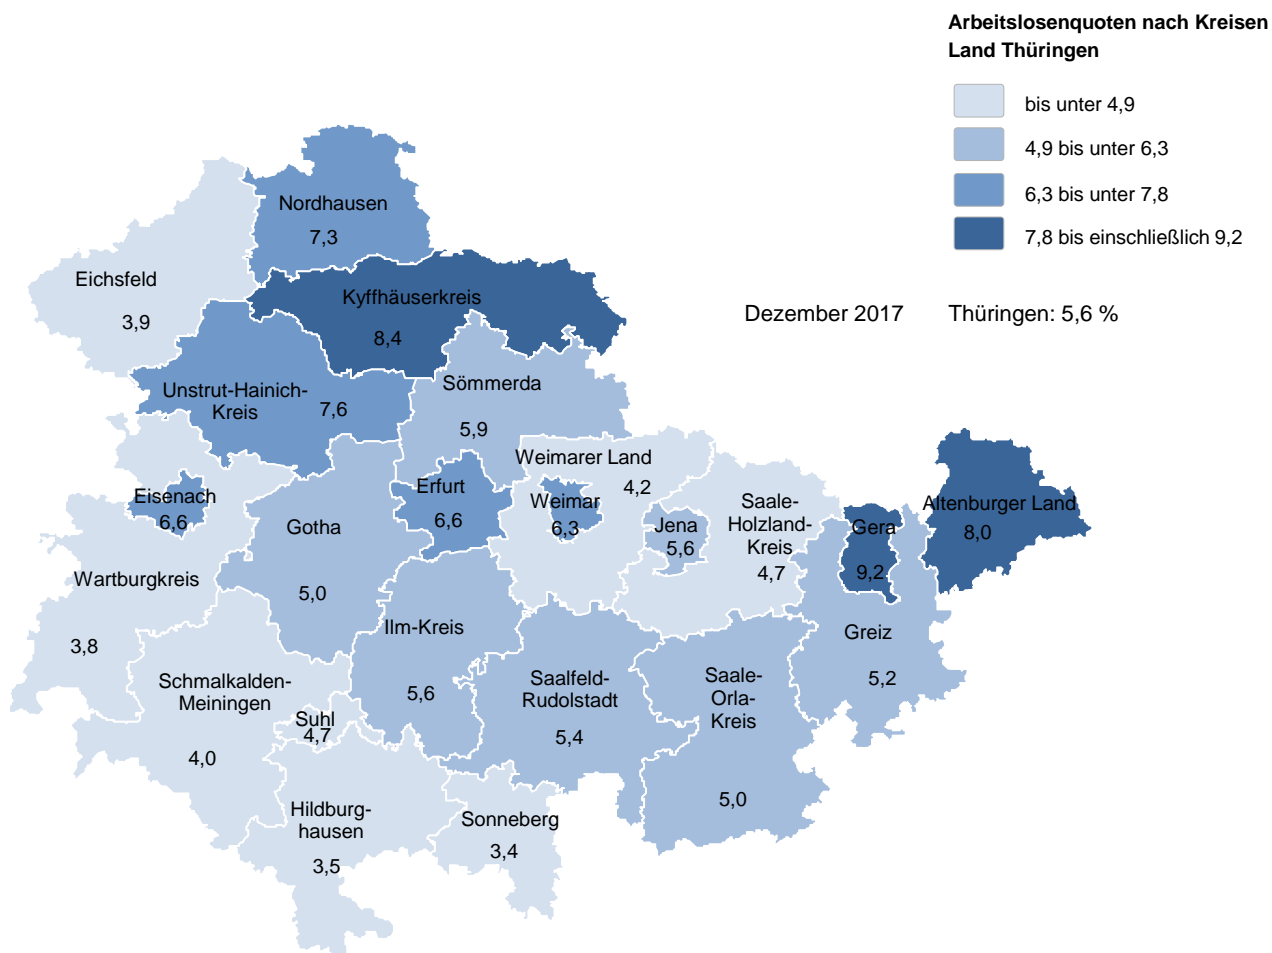 Arbeitslosenquoten nach Kreisen
Land Thüringen
bis unter 4,9
4,9 bis unter 6,3
6,3 bis unter 7,8
7,8 bis einschließlich 9,2
Dezember 2017
Thüringen: 5,6 %
Nordhausen
7,3
Eichsfeld
3,9
Kyffhäuserkreis
8,4
Unstrut-Hainich-
Kreis
7,6
Sömmerda
5,9
Weimarer Land
4,2
Eisenach
6,6
Erfurt
6,6
Weimar
6,3
Gotha
5,0
Jena
5,6
Saale-
Holzland-
Kreis
4,7
Gera
9,2
Altenburger Land
8,0
Wartburgkreis
3,8
Ilm-Kreis
5,6
Greiz
5,2
Schmalkalden-
Meiningen
4,0
Suhl
4,7
Saalfeld-
Rudolstadt
5,4
Saale-
Orla-
Kreis
5,0
Hildburg-
hausen
3,5
Sonneberg
3,4